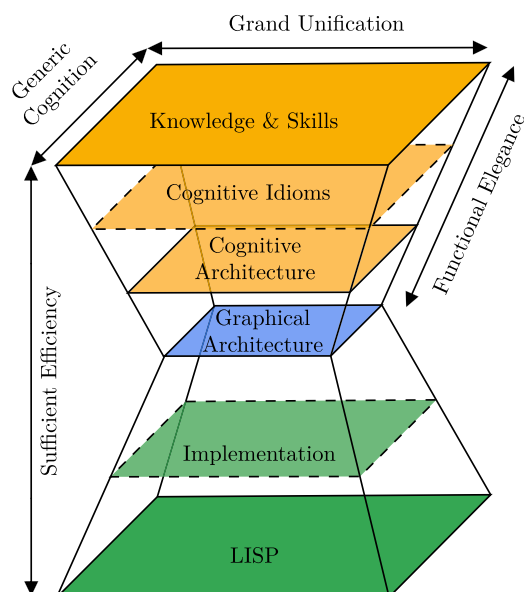 Grand Unification
Generic
Cognition
Knowledge & Skills
Cognitive Idioms
Functional Elegance
Cognitive
Architecture
Graphical
Architecture
Sufficient Efficiency
Implementation
LISP